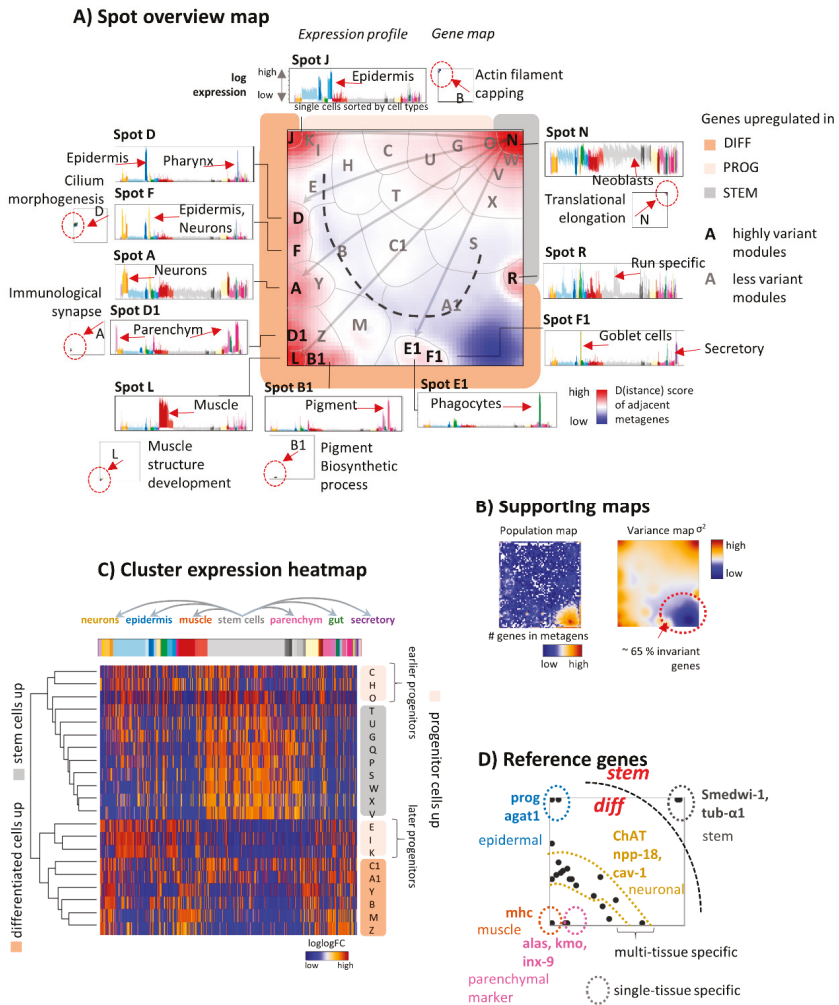 A) Spot overview map
Expression profile
Gene map
Spot J
log
expression
high
low
Epidermis
single cells sorted by cell types
B
Actin filament
capping
Genes upregulated in
DIFF
PROG
STEM
A highly variant
modules
A less variant
modules
Spot D
Epidermis
Pharynx
Cilium
morphogenesis
D
Spot F
Epidermis,
Neurons
Spot A
Neurons
Immunological
synapse
A
Spot D1
Parenchym
Spot L
Muscle
L
Muscle
structure
development
Spot B1
Pigment
B1
Pigment
Biosynthetic
process
Spot E1
Phagocytes
Spot N
Neoblasts
Translational
elongation
N
Spot R
Run specific
Spot F1
Goblet cells
Secretory
high
low
D(istance) score
of adjacent
metagenes
J K I H C U G O N
W
V
E T X
D
F B C1 S
A Y R
A1
D1 Z M
L B1 E1 F1
B) Supporting maps
Population map
# genes in metagens
low high
Variance map σ2
high
low
~ 65 % invariant
genes
C) Cluster expression heatmap
neurons epidermis muscle stem cells parenchym gut secretory
stem cells up
differentiated cells up
C
H
O
T
U
G
Q
P
S
W
X
V
E
I
K
C1
A1
Y
B
M
Z
earlier
progenitors
later
progenitors
progenitor cells up
loglogFC
low high
D) Reference genes
stem
diff
prog
agat1
epidermal
Smedwi-1,
tub-α1
stem
ChAT
npp-18,
cav-1
neuronal
mhc
muscle
alas, kmo,
inx-9
parenchymal
marker
multi-tissue specific
single-tissue specific